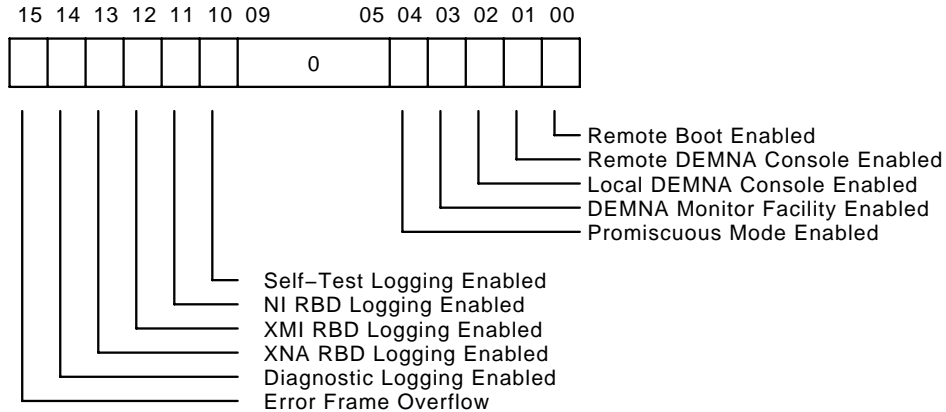 15 14 13 12 11 10 09 05 04 03 02 01 00
0
Remote Boot Enabled
Remote DEMNA Console Enabled
Local DEMNA Console Enabled
DEMNA Monitor Facility Enabled
Promiscuous Mode Enabled
Self−Test Logging Enabled
NI RBD Logging Enabled
XMI RBD Logging Enabled
XNA RBD Logging Enabled
Diagnostic Logging Enabled
Error Frame Overflow